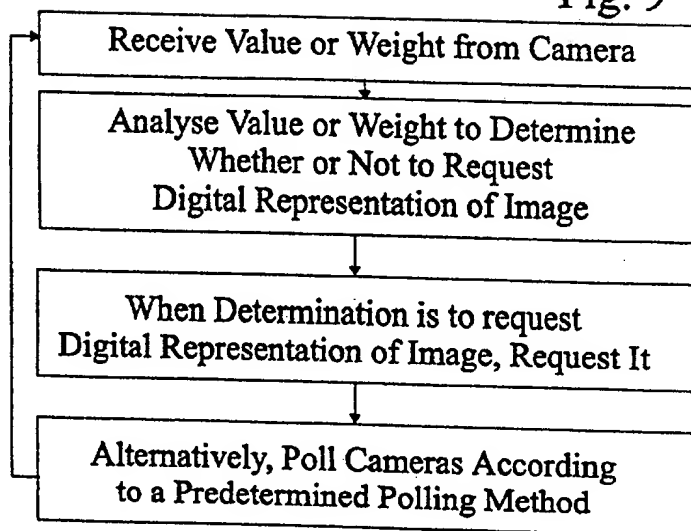 Fig. 9
Receive Value or Weight from Camera
Analyse Value or Weight to Determine
Whether or Not to Request
Digital Representation of Image
When Determination is to request
Digital Representation of Image, Request It
Alternatively, Poll Cameras According
to a Predetermined Polling Method